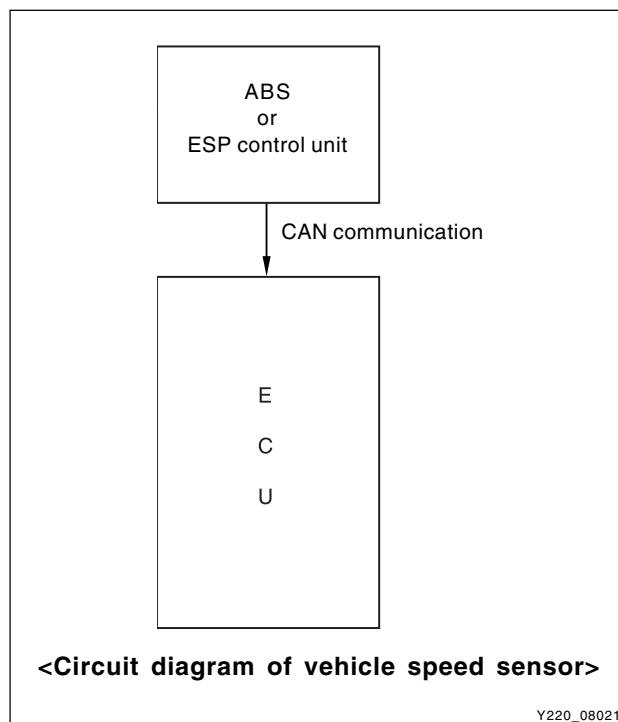 ABS
or
ESP control unit
CAN communication
E
C
U
<Circuit diagram of vehicle speed sensor>
Y220_08021